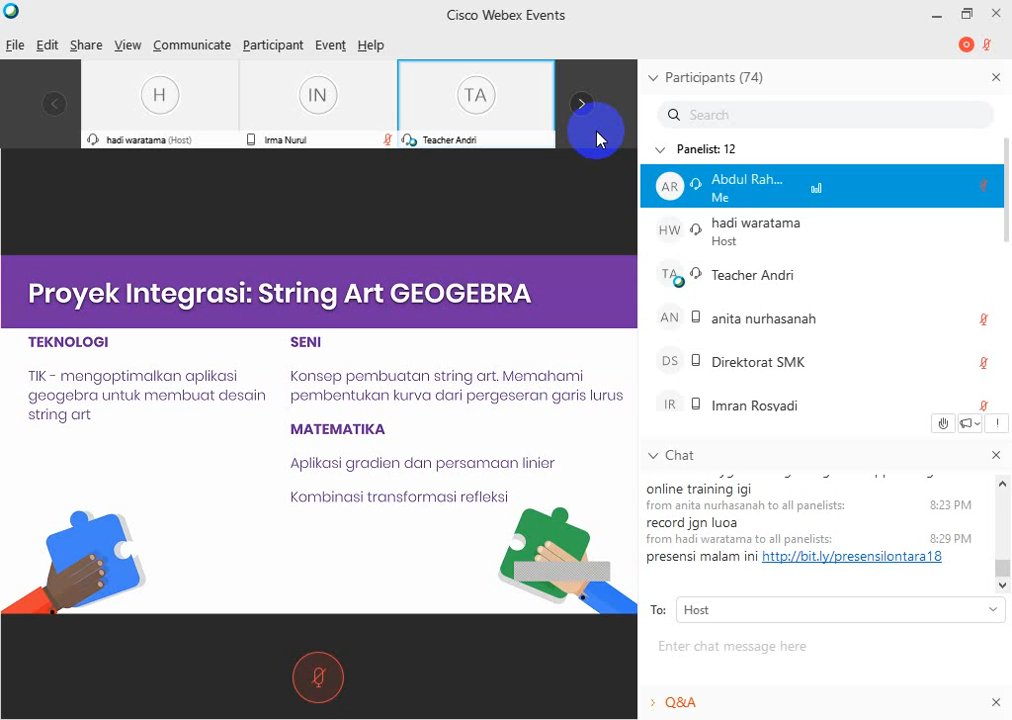 Cisco Webex Events
File Edit Share View Communicate Participant Event Help
H
hadi waratama (Host)
IN
Irma Nurul
TA
Teacher Andri
Proyek Integrasi: String Art GEOGEBRA
TEKNOLOGI
TIK - mengoptimalkan aplikasi
geogebra untuk membuat desain
string art
SENI
Konsep pembuatan string art. Memahami
pembentukan kurva dari pergeseran garis lurus
MATEMATIKA
Aplikasi gradien dan persamaan linier
Kombinasi transformasi refleksi
Participants (74)
Search
Panelist: 12
AR
Abdul Rah...
Me
HW
hadi waratama
Host
TA
Teacher Andri
AN
anita nurhasanah
DS
Direktorat SMK
IR
Imran Rosyadi
Chat
online training igi
from anita nurhasanah to all panelists: 8:23 PM
record jgn luoa
from hadi waratama to all panelists: 8:29 PM
presensi malam ini http://bit.ly/presensilontara18
To: Host
Enter chat message here
Q&A